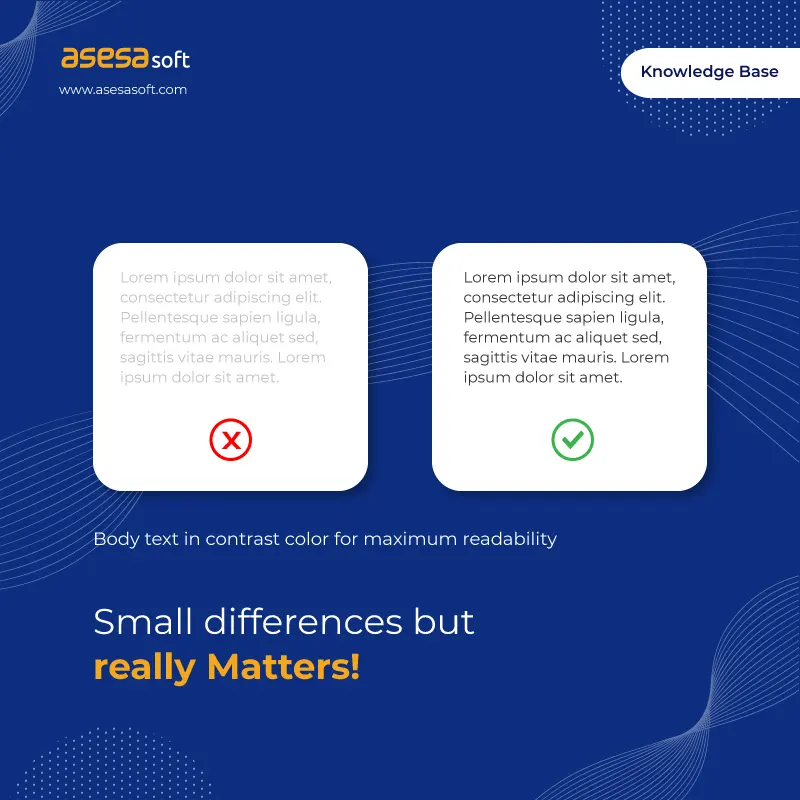 asesasoft
www.asesasoft.com
Knowledge Base
Lorem ipsum dolor sit amet,
consectetur adipiscing elit.
Pellentesque sapien ligula,
fermentum ac aliquet sed,
sagittis vitae mauris. Lorem
ipsum dolor sit amet.
X
Lorem ipsum dolor sit amet,
consectetur adipiscing elit.
Pellentesque sapien ligula,
fermentum ac aliquet sed,
sagittis vitae mauris. Lorem
ipsum dolor sit amet.
Body text in contrast color for maximum readability
Small differences but
really Matters!